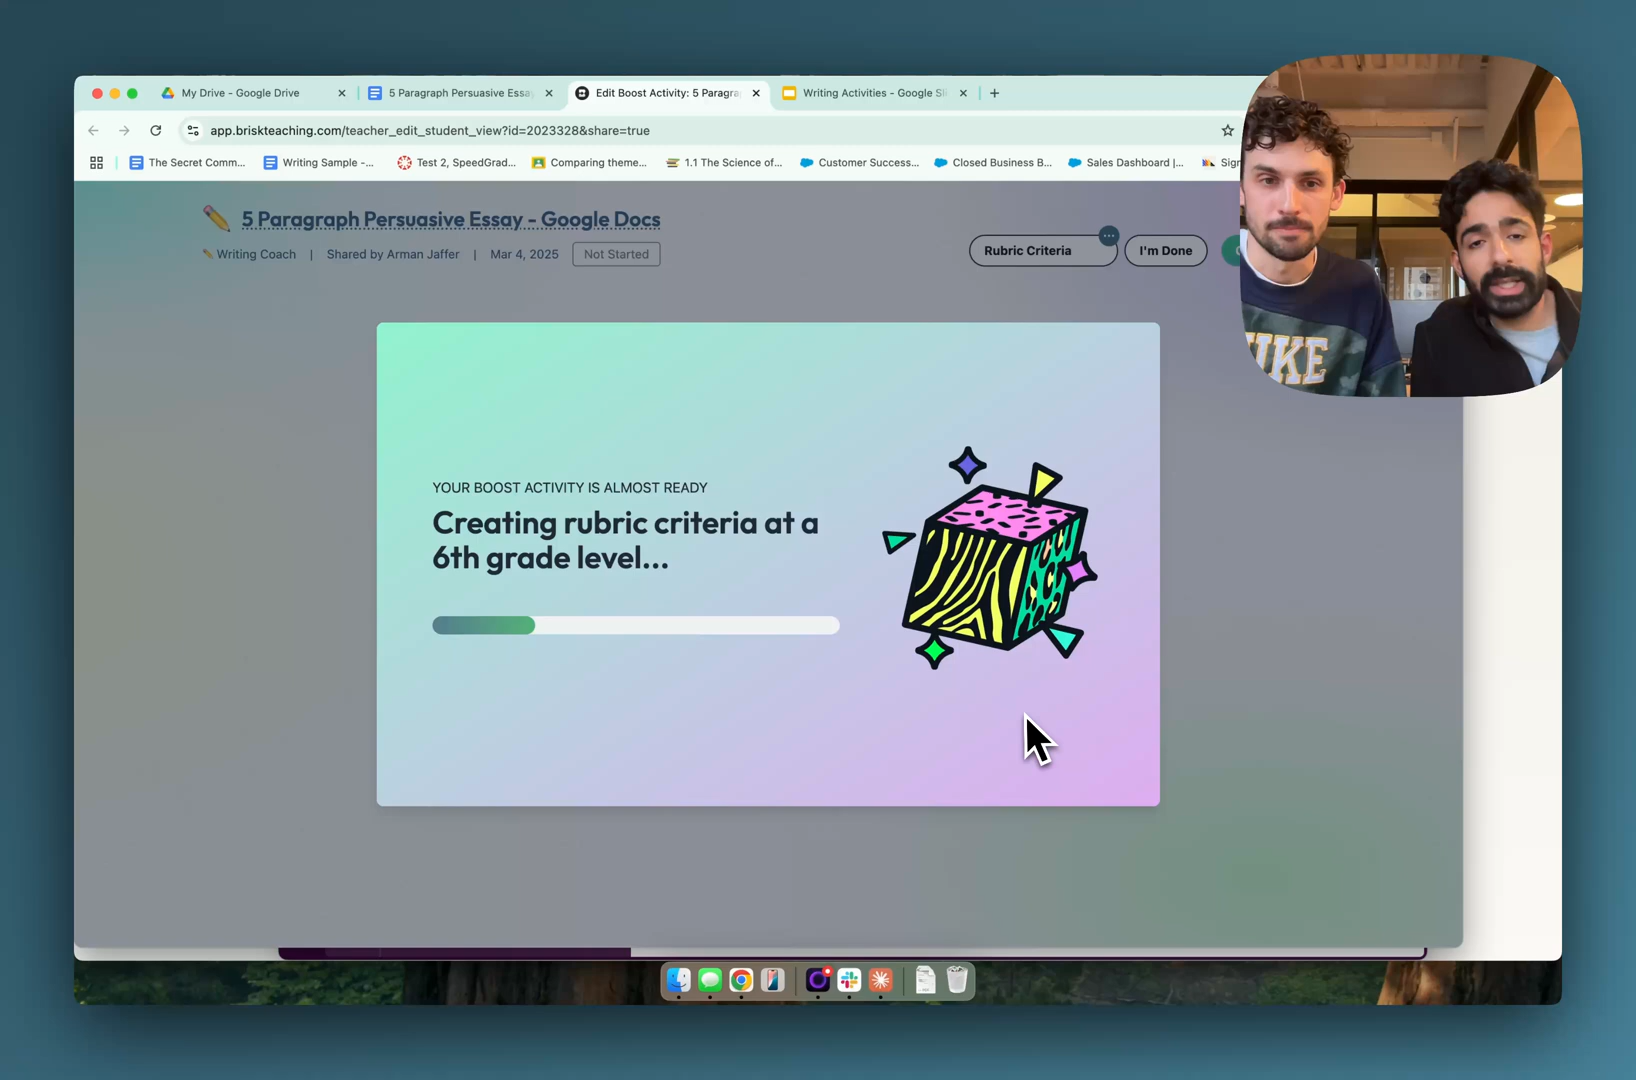 My Drive - Google Drive
5 Paragraph Persuasive Essay
Edit Boost Activity: 5 Paragra
Writing Activities - Google Sli
app.briskteaching.com/teacher_edit_student_view?id=2023328&share=true
The Secret Comm...
Writing Sample -...
Test 2, SpeedGrad...
Comparing theme...
1.1 The Science of...
Customer Success...
Closed Business B...
Sales Dashboard |...
Sign
5 Paragraph Persuasive Essay - Google Docs
Writing Coach | Shared by Arman Jaffer | Mar 4, 2025 Not Started
Rubric Criteria
I'm Done
YOUR BOOST ACTIVITY IS ALMOST READY
Creating rubric criteria at a
6th grade level...